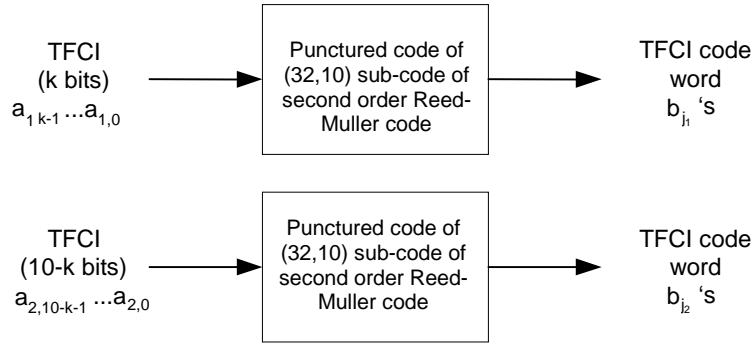 TFCI
(k bits)
a1 k-1 ...a1,0
Punctured code of
(32,10) sub-code of
second order Reed-
Muller code
TFCI code
word
bj1 's
TFCI
(10-k bits)
a2,10-k-1 ...a2,0
Punctured code of
(32,10) sub-code of
second order Reed-
Muller code
TFCI code
word
bj2 's